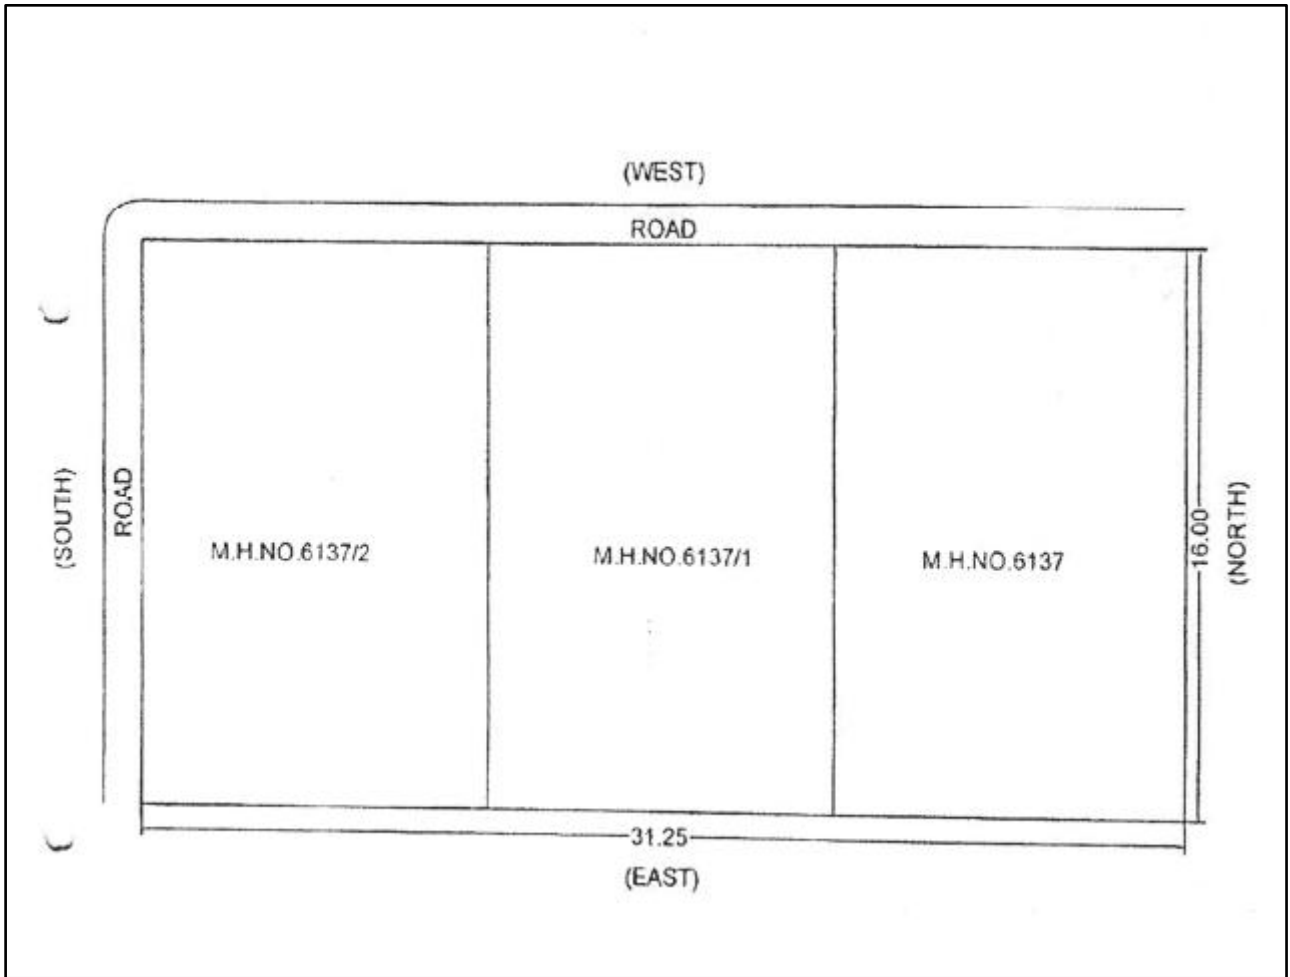 (WEST)
ROAD
(SOUTH)
ROAD
M.H.NO.6137/2
M.H.NO.6137/1
M.H.NO.6137
16.00
(NORTH)
31.25
(EAST)